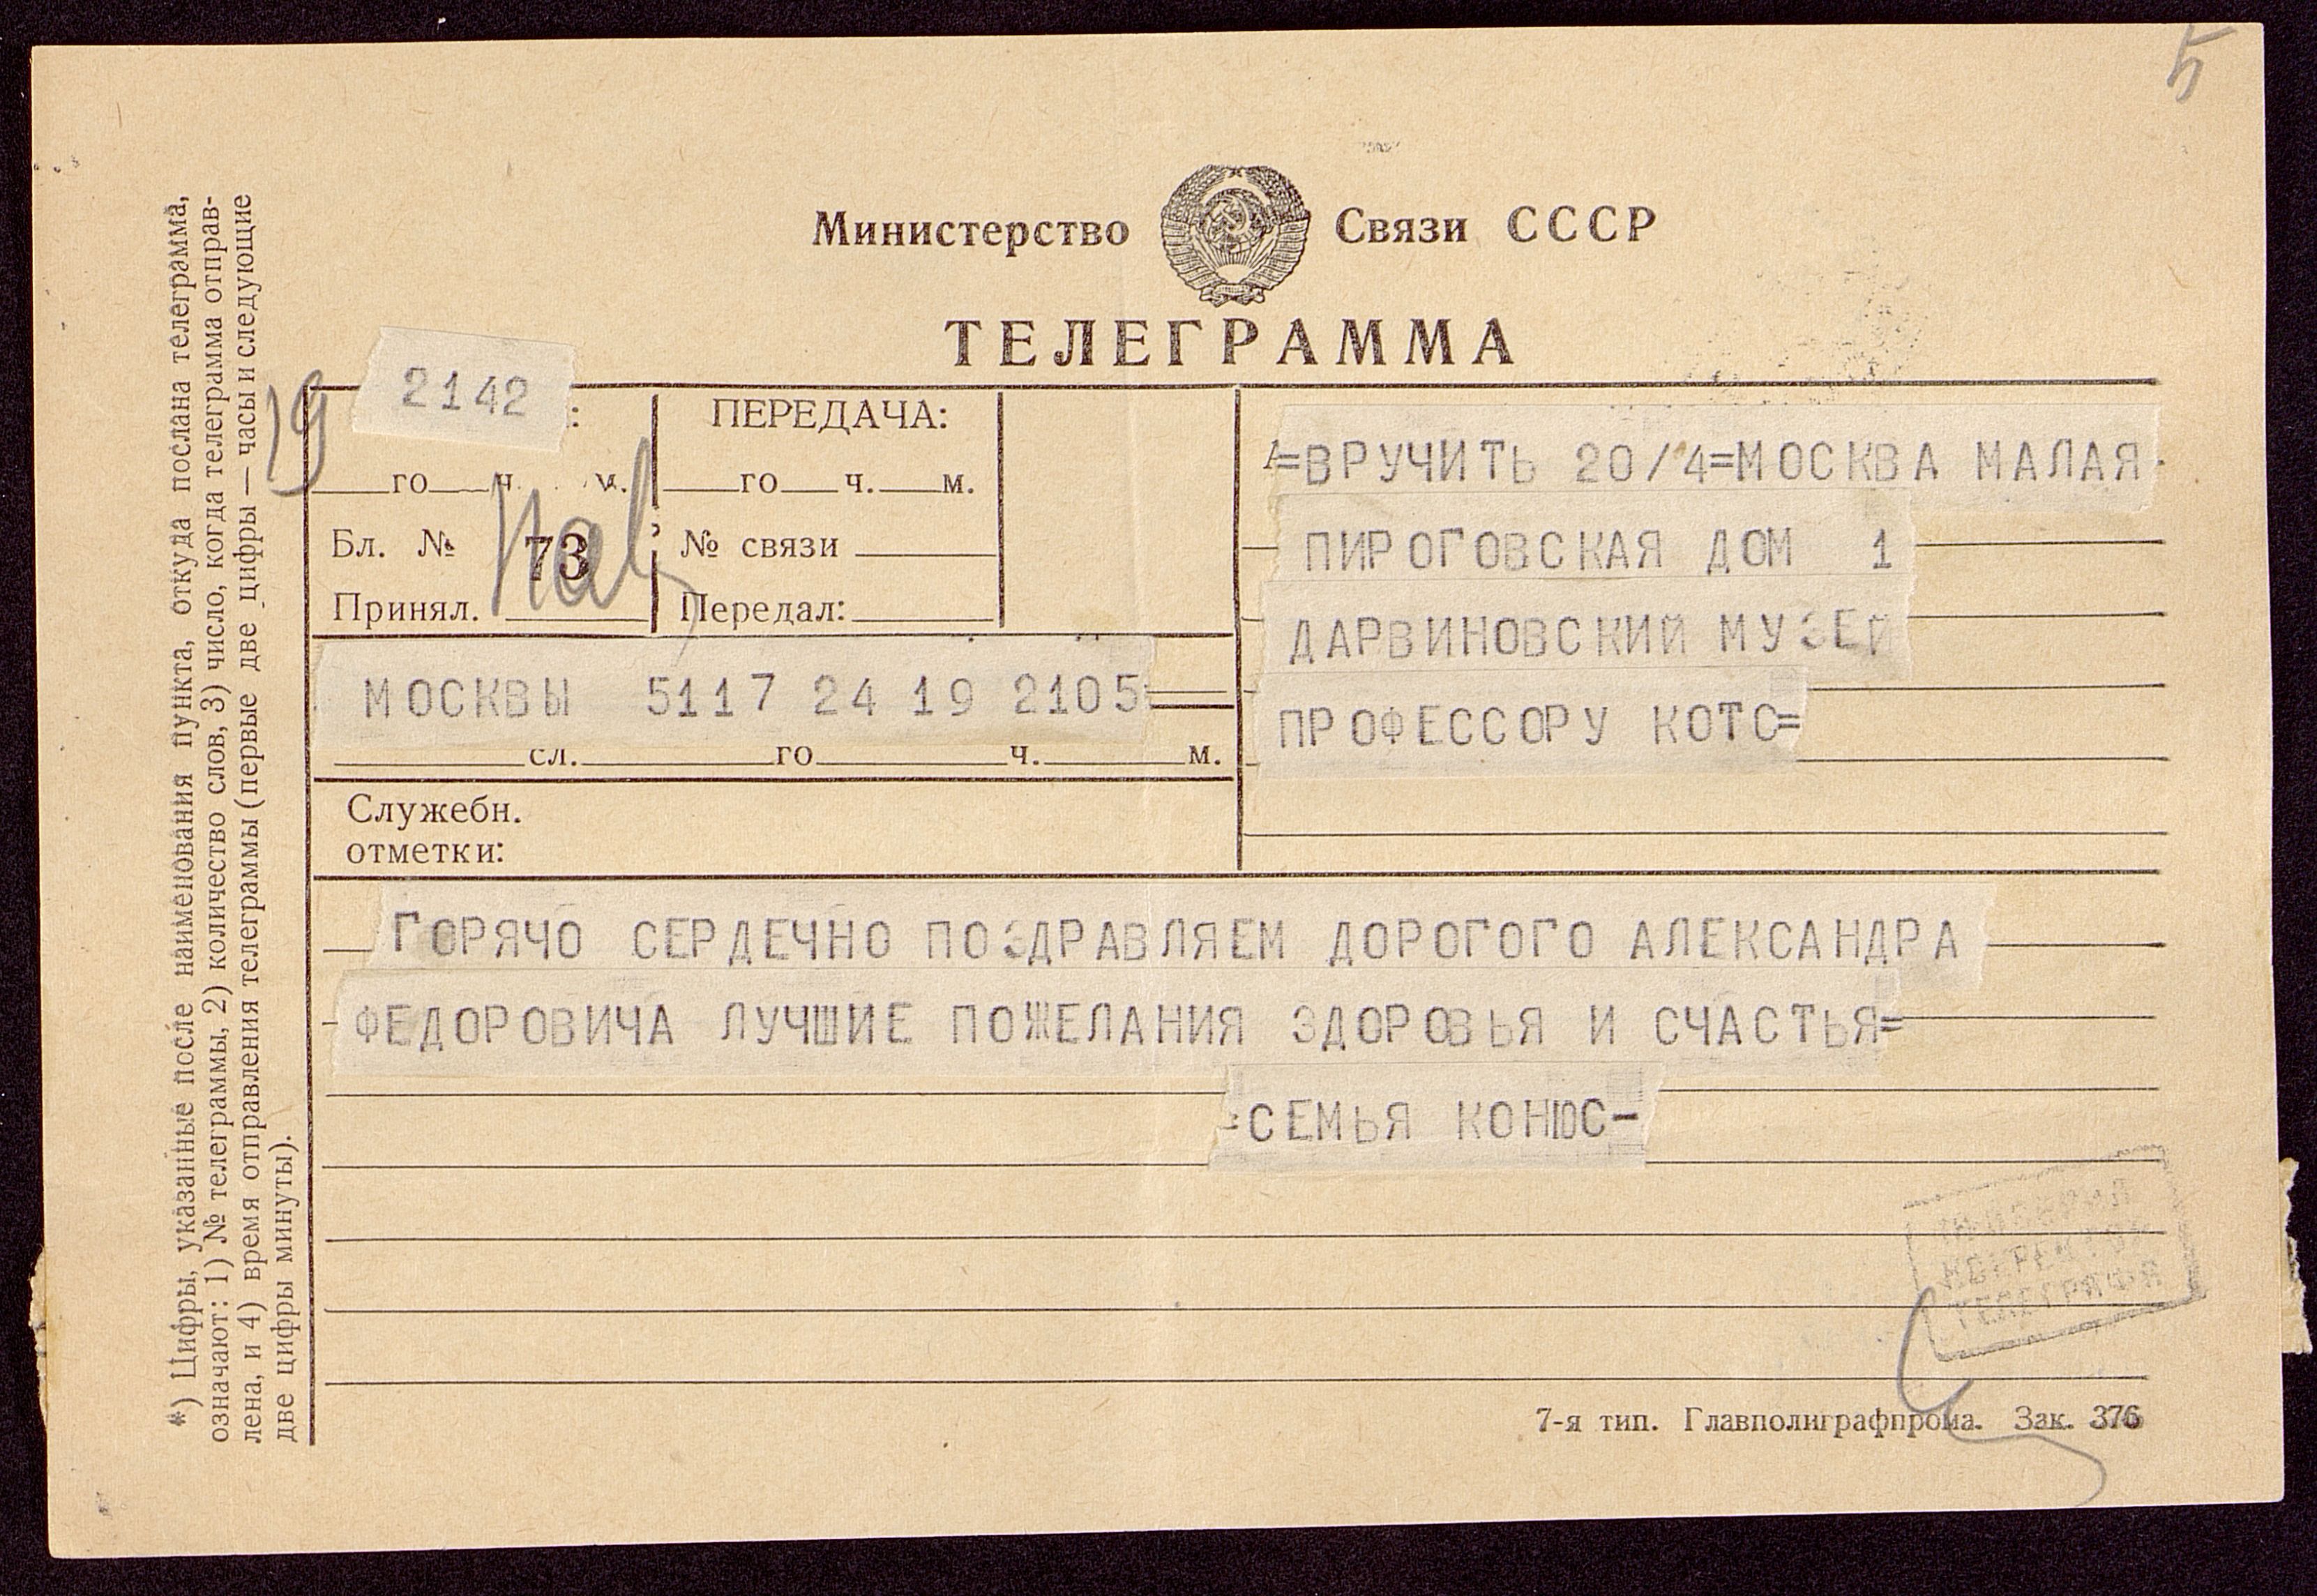 5
Министерство Связи СССР
ТЕЛЕГРАММА
2142
19
ПЕРЕДАЧА:
го ч. м.
го ч. м.
Бл. № 73
№ связи
Принял.
Передал:
МОСКВЫ 5117 24 19 2105
сл. го ч. м.
Служебн.
отметки:
=ВРУЧИТЬ 20/4=МОСКВА МАЛАЯ
ПИРОГОВСКАЯ ДОМ 1
ДАРВИНОВСКИЙ МУЗЕЙ
ПРОФЕССОРУ КОТС=
ГОРЯЧО СЕРДЕЧНО ПОЗДРАВЛЯЕМ ДОРОГОГО АЛЕКСАНДРА
ФЕДОРОВИЧА ЛУЧШИЕ ПОЖЕЛАНИЯ ЗДОРОВЬЯ И СЧАСТЬЯ=
=СЕМЬЯ КОНЮС-
ТЕЛЕГРАФА
7-я тип. Главполиграфпрома. Зак. 376
*) Цифры, указанные после наименования пункта, откуда послана телеграмма,
означают: 1) № телеграммы, 2) количество слов, 3) число, когда телеграмма отправ-
лена, и 4) время отправления телеграммы (первые две цифры — часы и следующие
две цифры минуты).